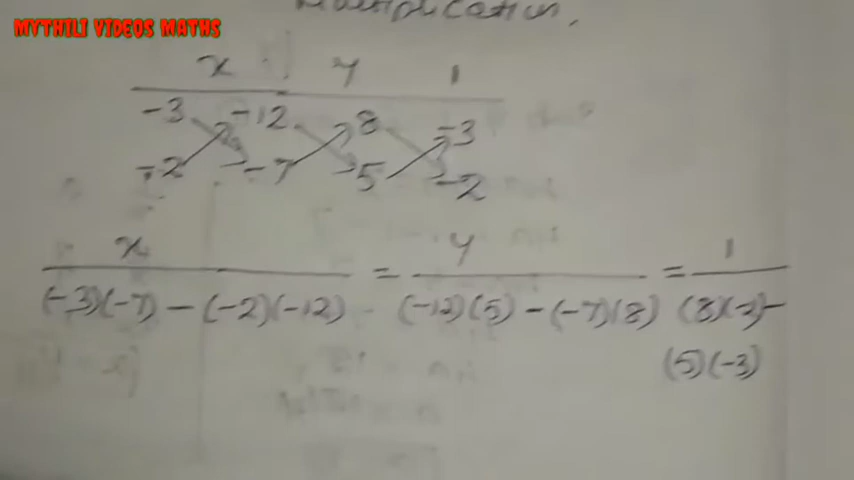 Multiplication.
MYTHILI VIDEOS MATHS
x y 1
-3 -12 8 -3
-2 -7 5 -2
x / (-3)(-7) - (-2)(-12) = y / (-12)(5) - (-7)(8) = 1 / (8)(-2) - (5)(-3)